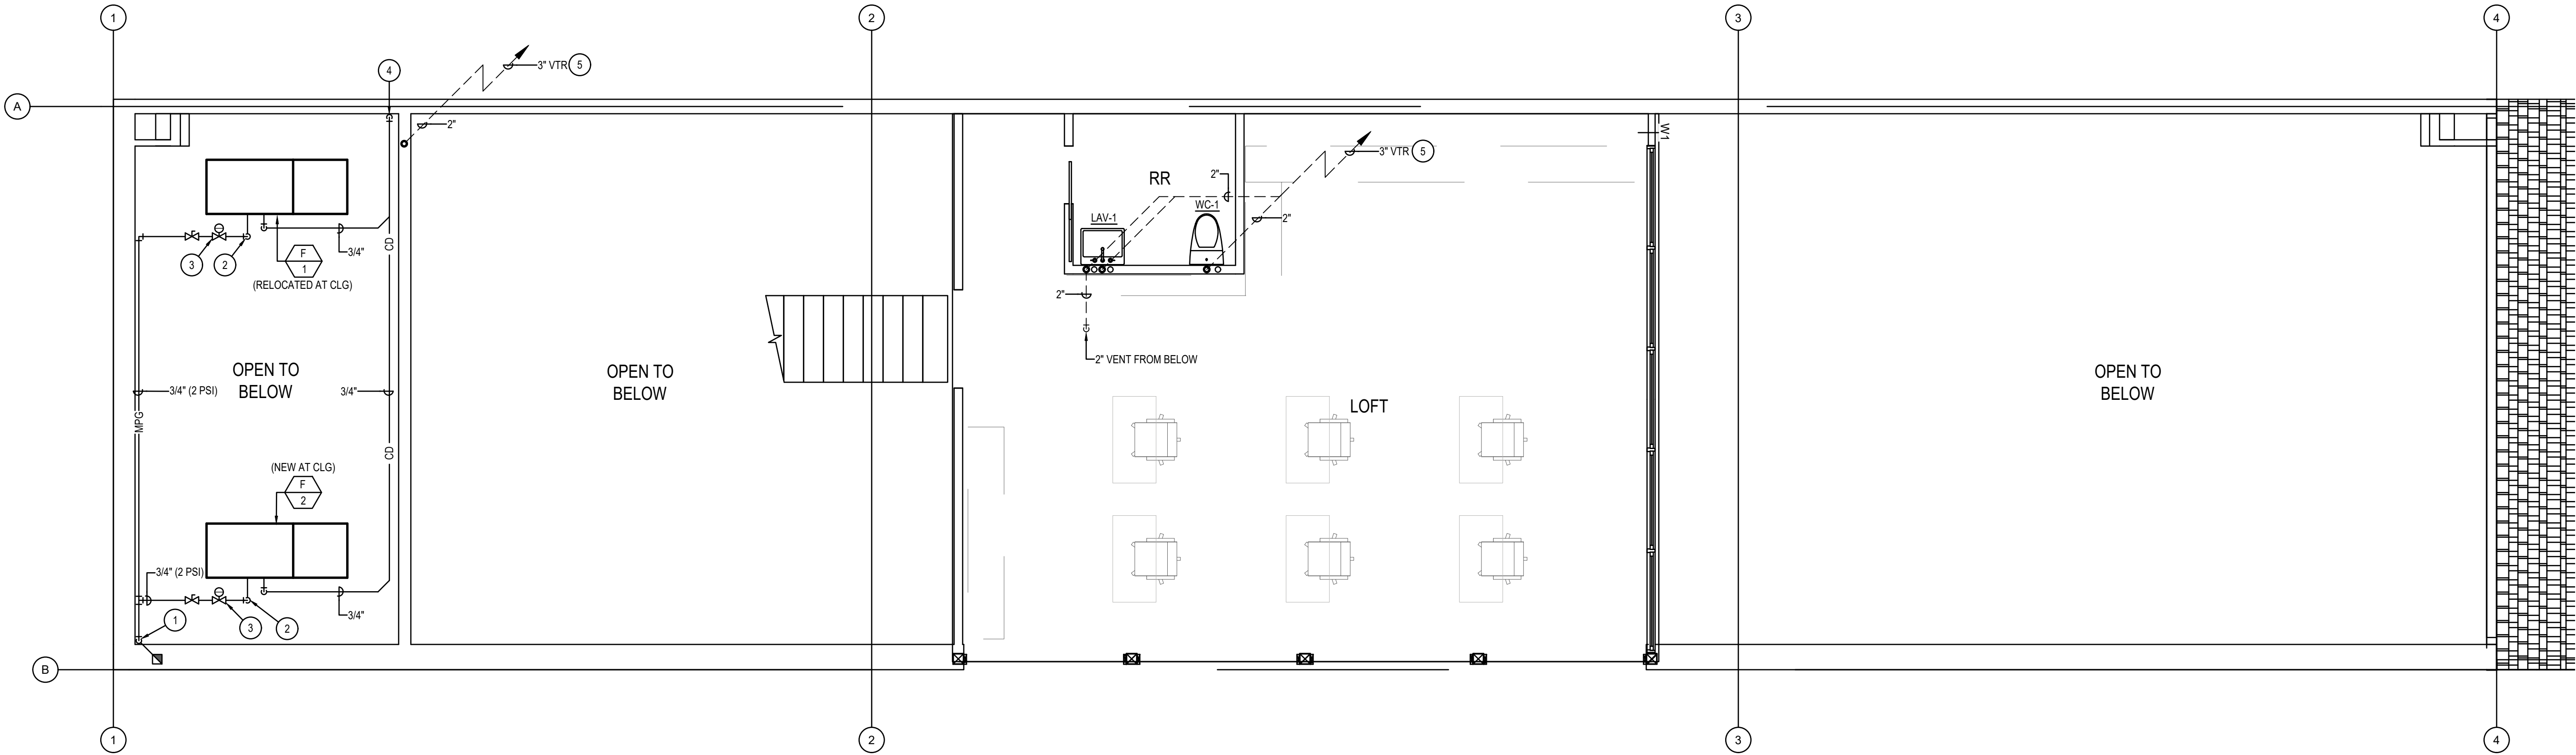 1
2
3
4
4
3" VTR
5
A
2"
W1
3" VTR
5
RR
2"
WC-1
LAV-1
2"
CD
3/4"
3
2
F
1
(RELOCATED AT CLG)
2"
2" VENT FROM BELOW
OPEN TO
BELOW
OPEN TO
BELOW
OPEN TO
BELOW
3/4" (2 PSI)
3/4"
MPG
LOFT
CD
(NEW AT CLG)
F
2
3/4" (2 PSI)
3/4"
1
3
2
B
1
2
3
4